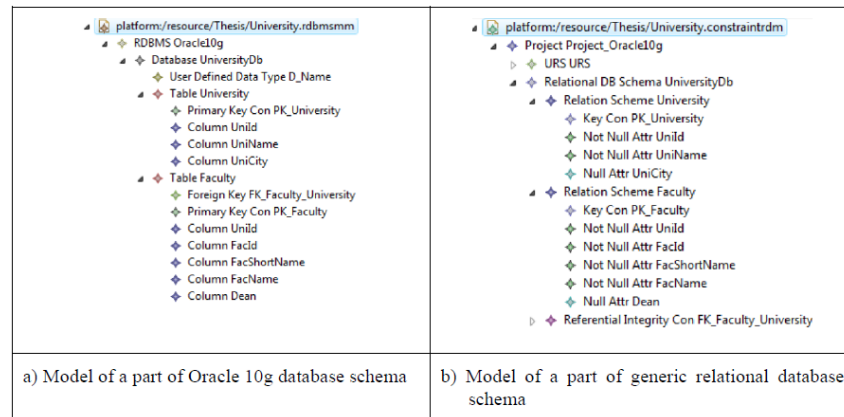 platform:/resource/Thesis/University.rdbmsmm
RDBMS Oracle10g
Database UniversityDb
User Defined Data Type D_Name
Table University
Primary Key Con PK_University
Column UniId
Column UniName
Column UniCity
Table Faculty
Foreign Key FK_Faculty_University
Primary Key Con PK_Faculty
Column UniId
Column FacId
Column FacShortName
Column FacName
Column Dean
a) Model of a part of Oracle 10g database schema
platform:/resource/Thesis/University.constraintrdm
Project Project_Oracle10g
URS URS
Relational DB Schema UniversityDb
Relation Scheme University
Key Con PK_University
Not Null Attr UniId
Not Null Attr UniName
Null Attr UniCity
Relation Scheme Faculty
Key Con PK_Faculty
Not Null Attr UniId
Not Null Attr FacId
Not Null Attr FacShortName
Not Null Attr FacName
Null Attr Dean
Referential Integrity Con FK_Faculty_University
b) Model of a part of generic relational database
schema